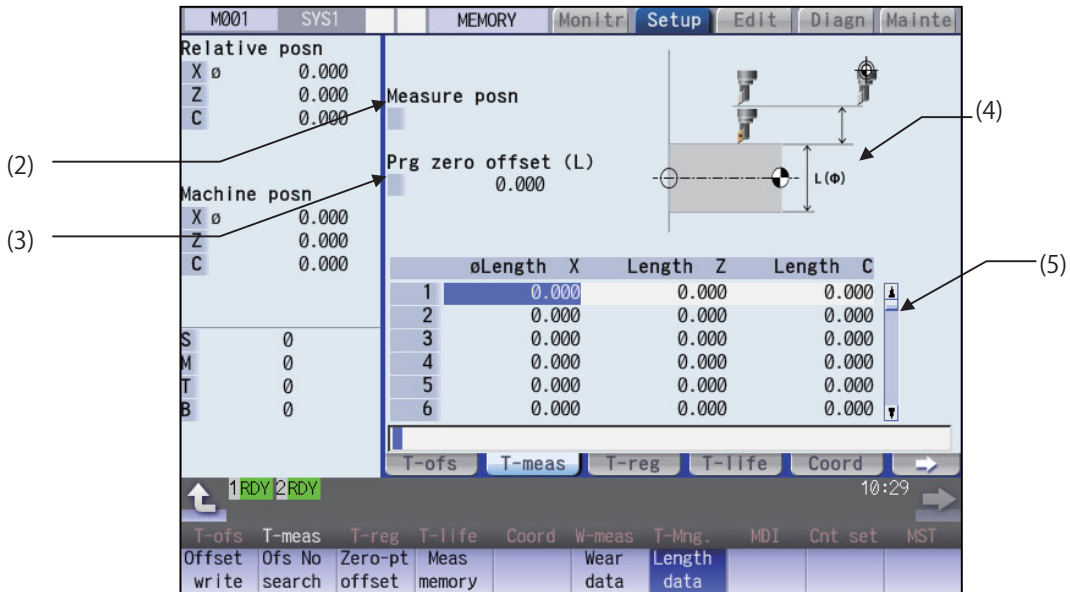 M001 SYS1 MEMORY Monitr Setup Edit Diagn Mainte
Relative posn
X ø 0.000
Z 0.000
C 0.000
Machine posn
X ø 0.000
Z 0.000
C 0.000
S 0
M 0
T 0
B 0
Measure posn
Prg zero offset (L)
0.000
L(Φ)
(2)
(3)
(4)
(5)
øLength X Length Z Length C
1 0.000 0.000 0.000
2 0.000 0.000 0.000
3 0.000 0.000 0.000
4 0.000 0.000 0.000
5 0.000 0.000 0.000
6 0.000 0.000 0.000
T-ofs T-meas T-reg T-life Coord
1 RDY 2 RDY 10:29
T-ofs T-meas T-reg T-life Coord W-meas T-Mng. MDI Cnt set MST
Offset Ofs No Zero-pt Meas Wear Length
write search offset memory data data